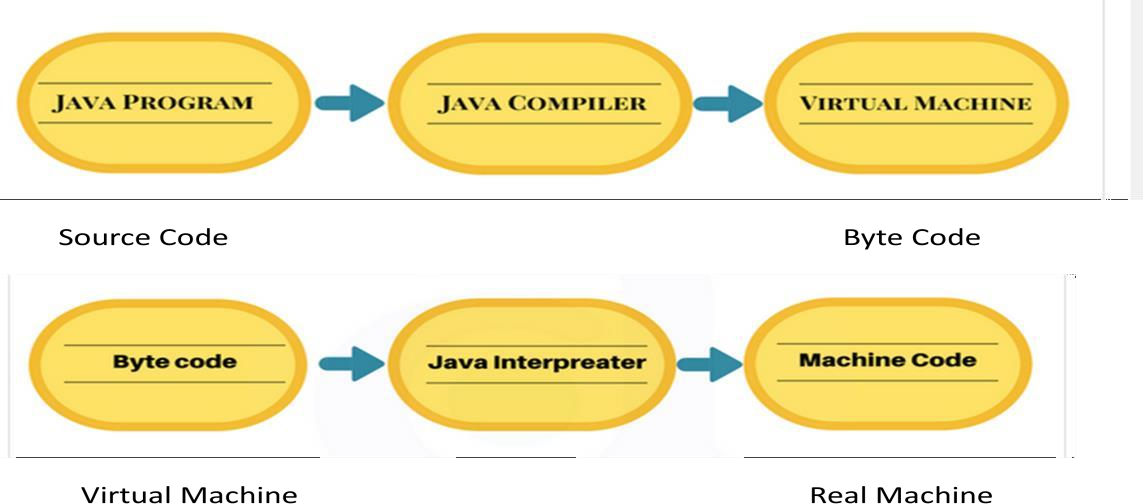 JAVA PROGRAM JAVA COMPILER VIRTUAL MACHINE
Source Code Byte Code
Byte code Java Interpreater Machine Code
Virtual Machine Real Machine